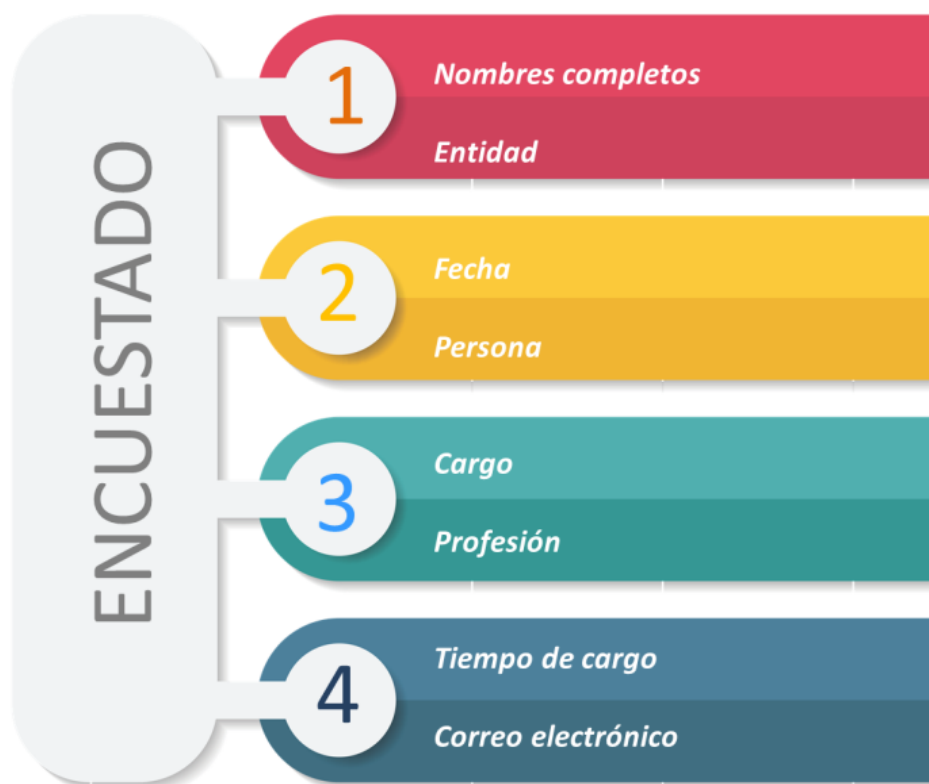 ENCUESTADO
1
Nombres completos
Entidad
2
Fecha
Persona
3
Cargo
Profesión
4
Tiempo de cargo
Correo electrónico